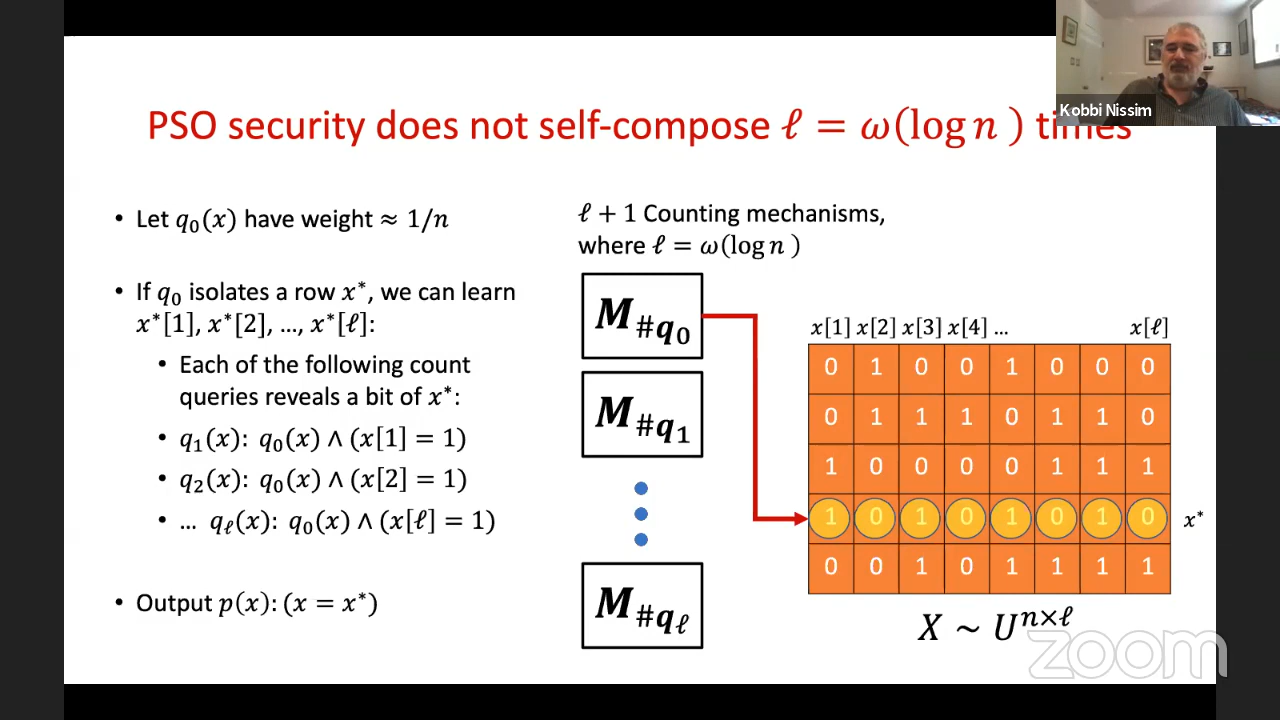 Kobbi Nissim
PSO security does not self-compose ℓ = ω(log n ) times
• Let q₀(x) have weight ≈ 1/n
• If q₀ isolates a row x*, we can learn
x*[1], x*[2], …, x*[ℓ]:
• Each of the following count
queries reveals a bit of x*:
• q₁(x): q₀(x) ∧ (x[1] = 1)
• q₂(x): q₀(x) ∧ (x[2] = 1)
• … qℓ(x): q₀(x) ∧ (x[ℓ] = 1)
• Output p(x): (x = x*)
ℓ + 1 Counting mechanisms,
where ℓ = ω(log n )
M#q₀
M#q₁
M#qℓ
x[1] x[2] x[3] x[4] … x[ℓ]
0 1 0 0 1 0 0 0
0 1 1 1 0 1 1 0
1 0 0 0 0 1 1 1
1 0 1 0 1 0 1 0 x*
0 0 1 0 1 1 1 1
X ~ Uⁿˣℓ
zoom